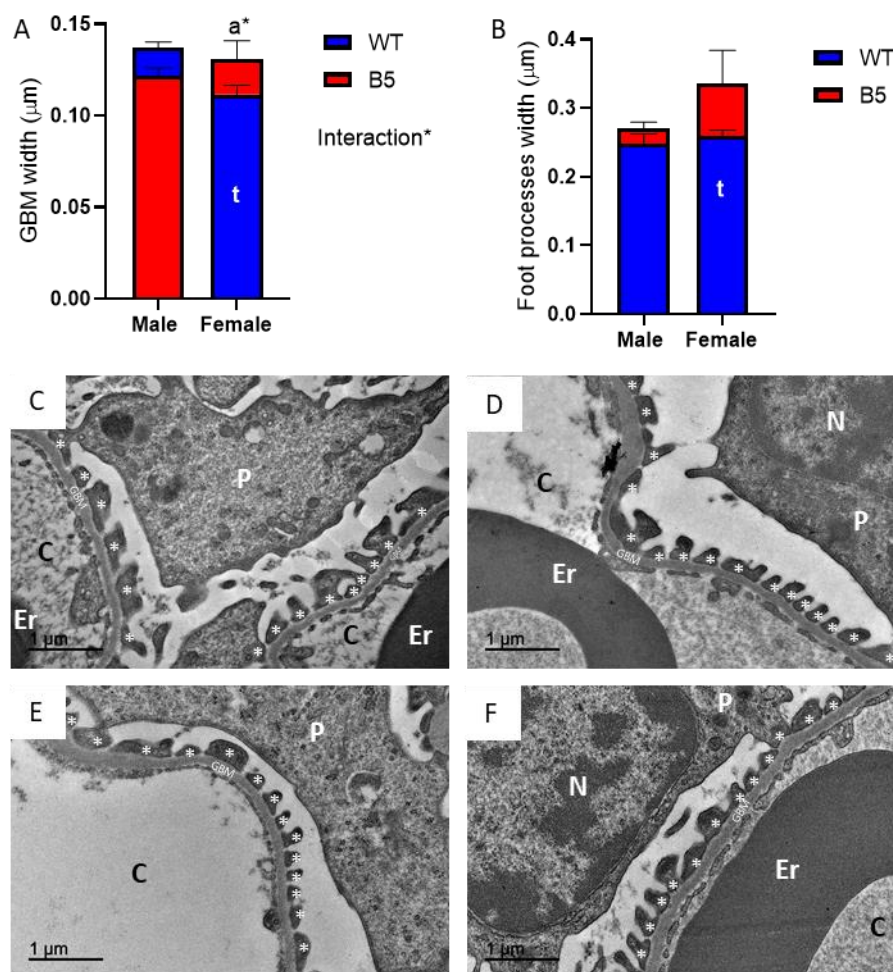 A
GBM width (μm)
0.15
0.10
0.05
0.00
a*
t
Male Female
WT
B5
Interaction*
B
Foot processes width (μm)
0.4
0.3
0.2
0.1
0.0
t
Male Female
WT
B5
C
P
GBM
C
Er
C
Er
1 μm
* * * * * * * * * * * * * *
D
N
C
P
GBM
Er
1 μm
* * * * * * * * * * * * * *
E
P
GBM
C
1 μm
* * * * * * * * * * * * *
F
P
N
GBM
Er
C
1 μm
* * * * * * * * * * * * *